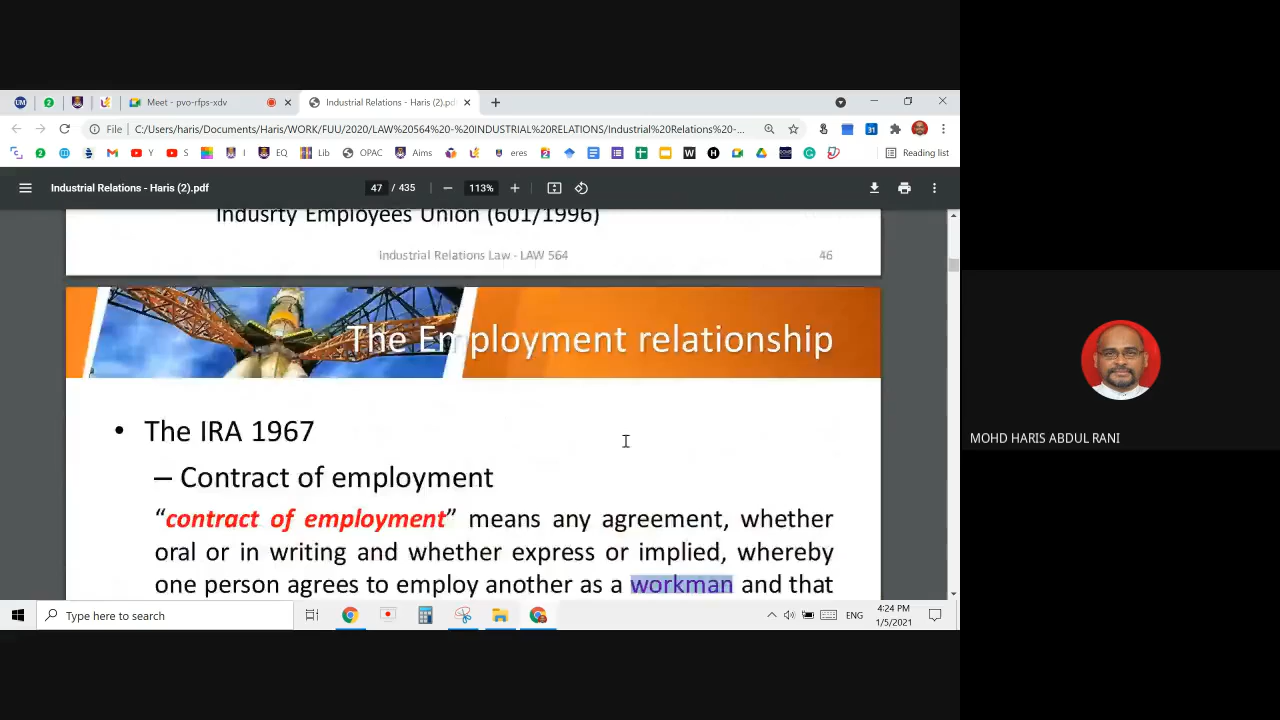 Meet - pvo-rfps-xdv
Industrial Relations - Haris (2).pd
File
C:/Users/haris/Documents/Haris/WORK/FUU/2020/LAW%20564%20-%20INDUSTRIAL%20RELATIONS/Industrial%20Relations%20-...
Y
S
I
EQ
Lib
OPAC
Aims
eres
Reading list
Industrial Relations - Haris (2).pdf
47 / 435
113%
Indusrty Employees Union (601/1996)
Industrial Relations Law - LAW 564
46
The Employment relationship
• The IRA 1967
– Contract of employment
“contract of employment” means any agreement, whether
oral or in writing and whether express or implied, whereby
one person agrees to employ another as a workman and that
MOHD HARIS ABDUL RANI
Type here to search
ENG
4:24 PM
1/5/2021